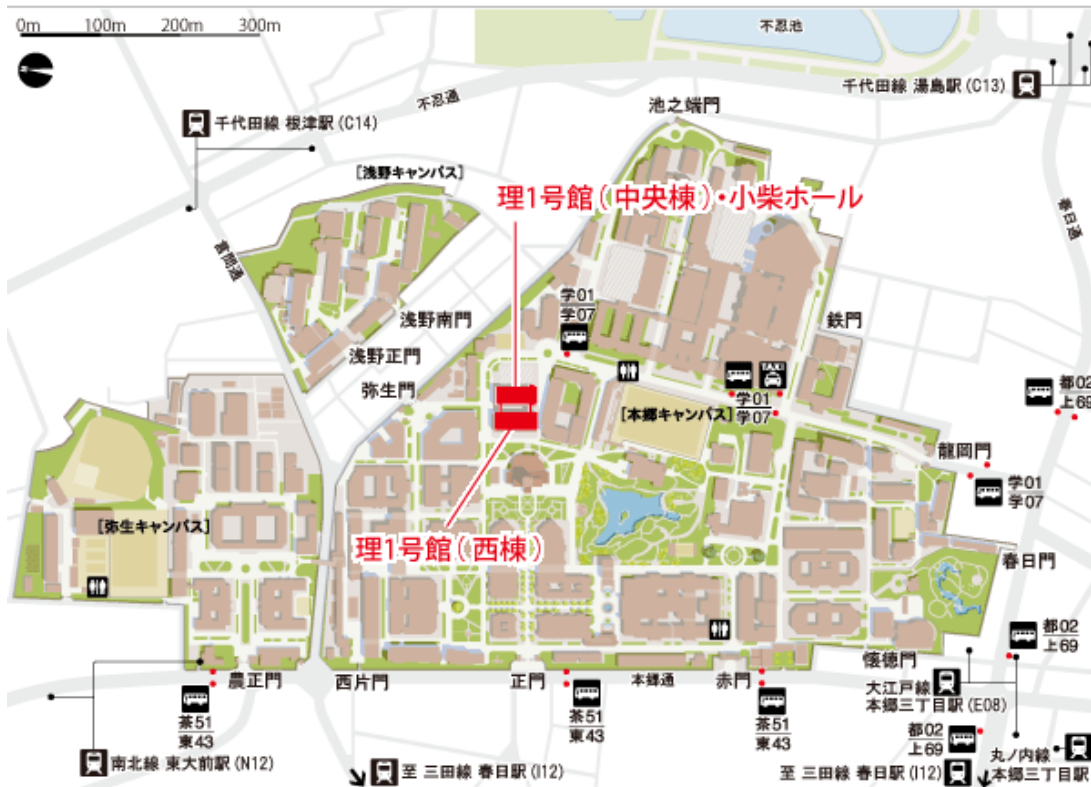 0m 100m 200m 300m
不忍池
千代田線 湯島駅(C13)
不忍通
池之端門
千代田線 根津駅(C14)
[浅野キャンパス]
理1号館(中央棟)・小柴ホール
春日通
言問通
学01
学07
浅野南門
鉄門
浅野正門
弥生門
TAXI
学01
学07
[本郷キャンパス]
都02
上69
龍岡門
学01
学07
[弥生キャンパス]
理1号館(西棟)
春日門
都02
上69
懐徳門
農正門
西片門
正門
本郷通
赤門
大江戸線
本郷三丁目駅(E08)
茶51
東43
茶51
東43
茶51
東43
都02
上69
丸ノ内線
本郷三丁目駅
南北線 東大前駅(N12)
至 三田線 春日駅(I12)
至 三田線 春日駅(I12)